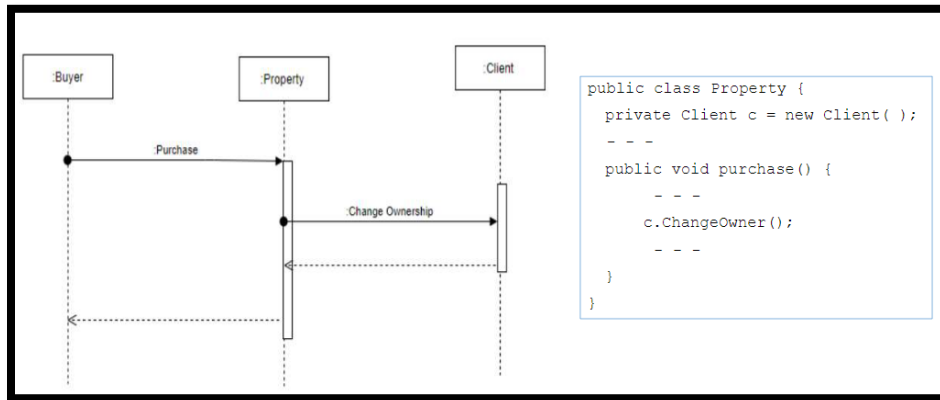 :Buyer
:Property
:Client
:Purchase
:Change Ownership
public class Property {
private Client c = new Client( );
- - -
public void purchase() {
- - -
c.ChangeOwner();
- - -
}
}